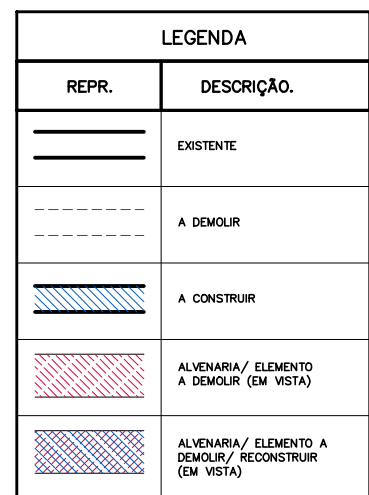 LEGENDA
REPR.
DESCRIÇÃO.
EXISTENTE
A DEMOLIR
A CONSTRUIR
ALVENARIA/ ELEMENTO
A DEMOLIR (EM VISTA)
ALVENARIA/ ELEMENTO A
DEMOLIR/ RECONSTRUIR
(EM VISTA)